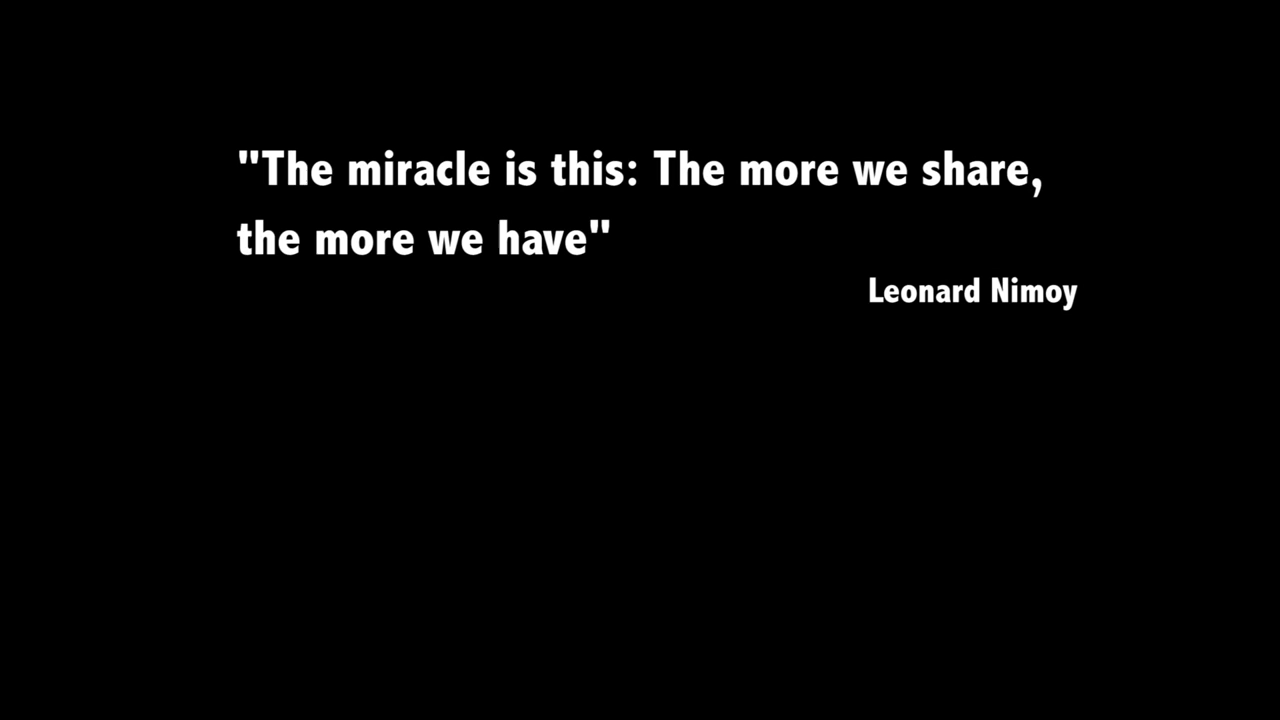 "The miracle is this: The more we share,
the more we have"
Leonard Nimoy